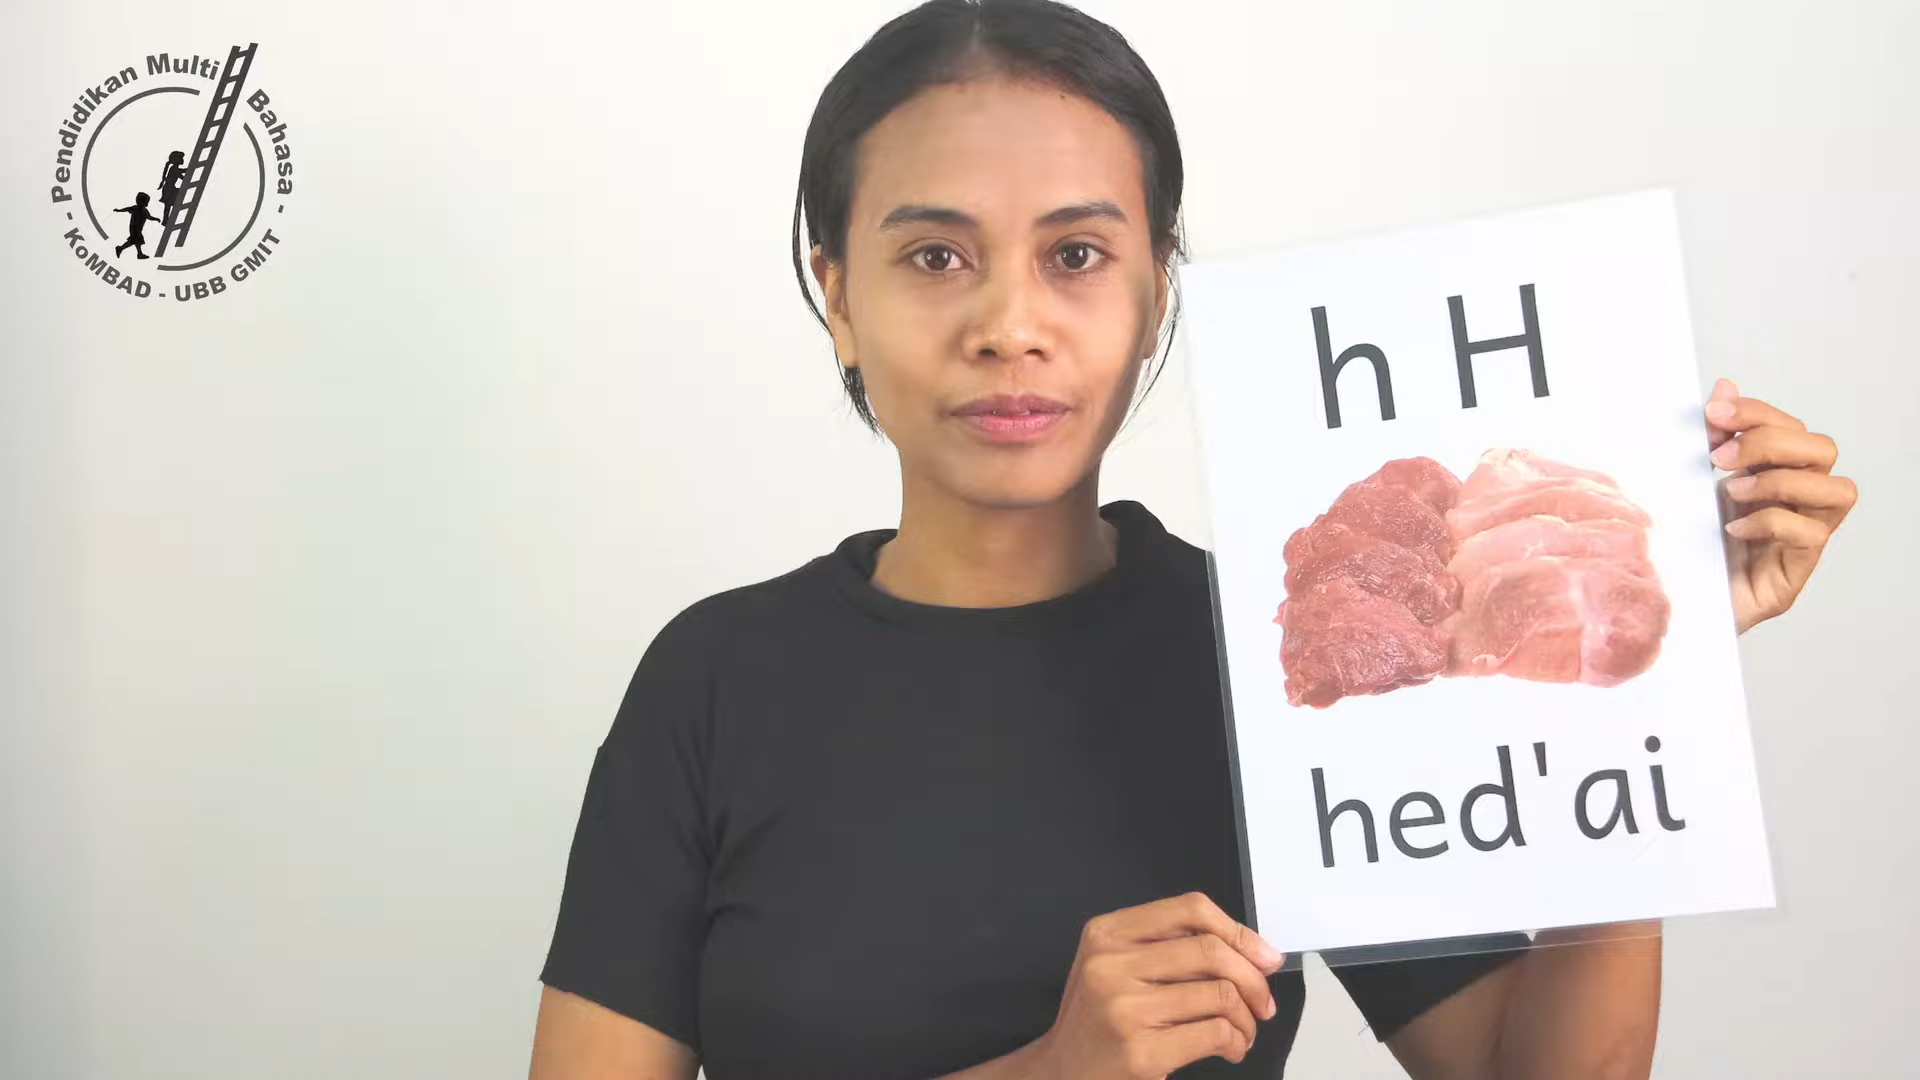 Pendidikan Multi Bahasa - KoMBAD - UBB GMIT -
h H
hed'ai